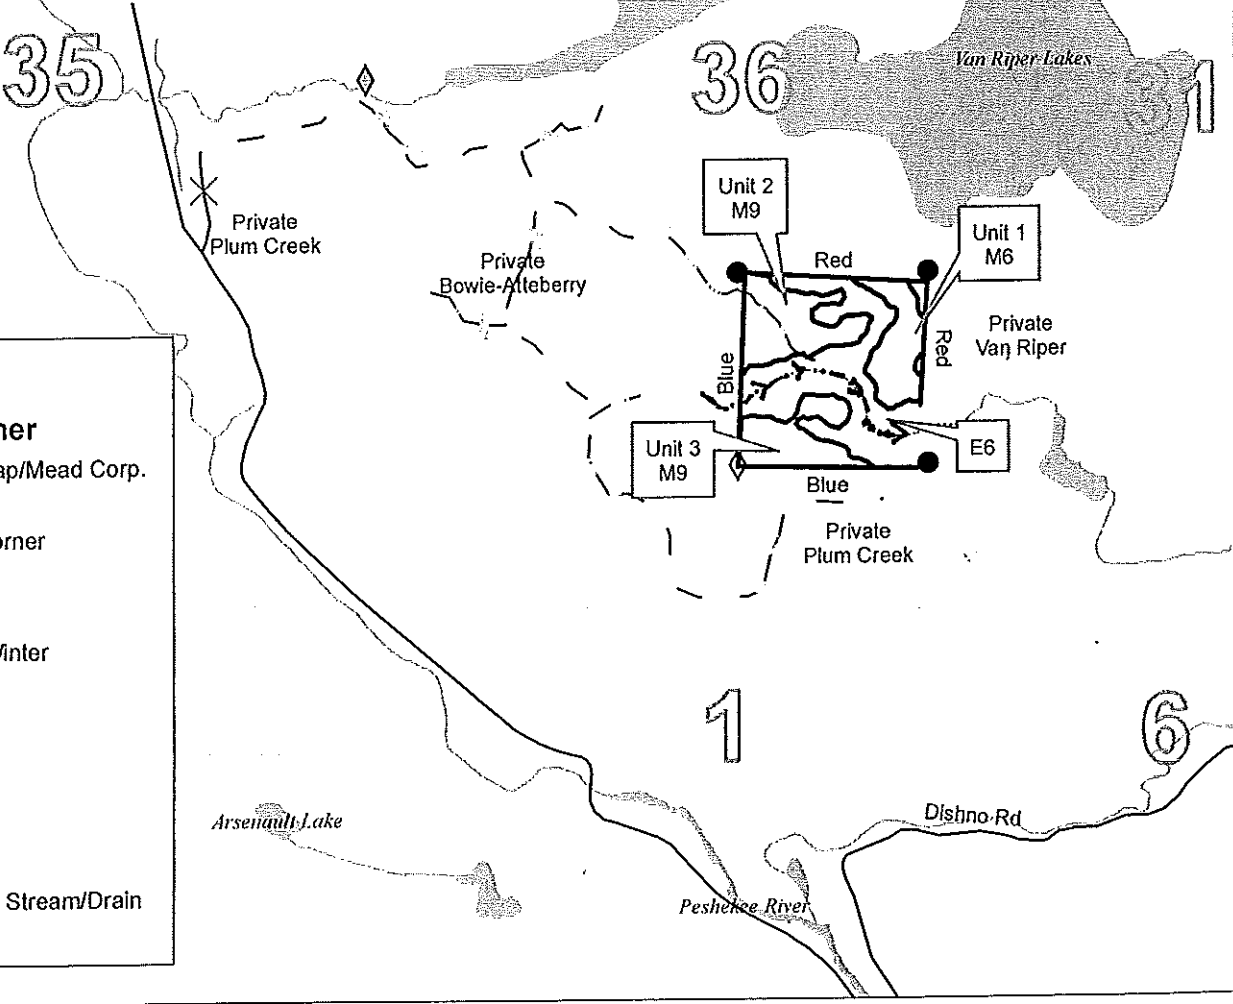 35
36
Van Riper Lakes
31
Unit 2
M9
Unit 1
M6
Private
Plum Creek
Private
Bowie-Atteberry
Red
Private
Van Riper
Red
Blue
Unit 3
M9
E6
Blue
Private
Plum Creek
ner
ap/Mead Corp.
orner
Winter
Stream/Drain
1
6
Arsenault Lake
Dishno Rd
Peshekee River